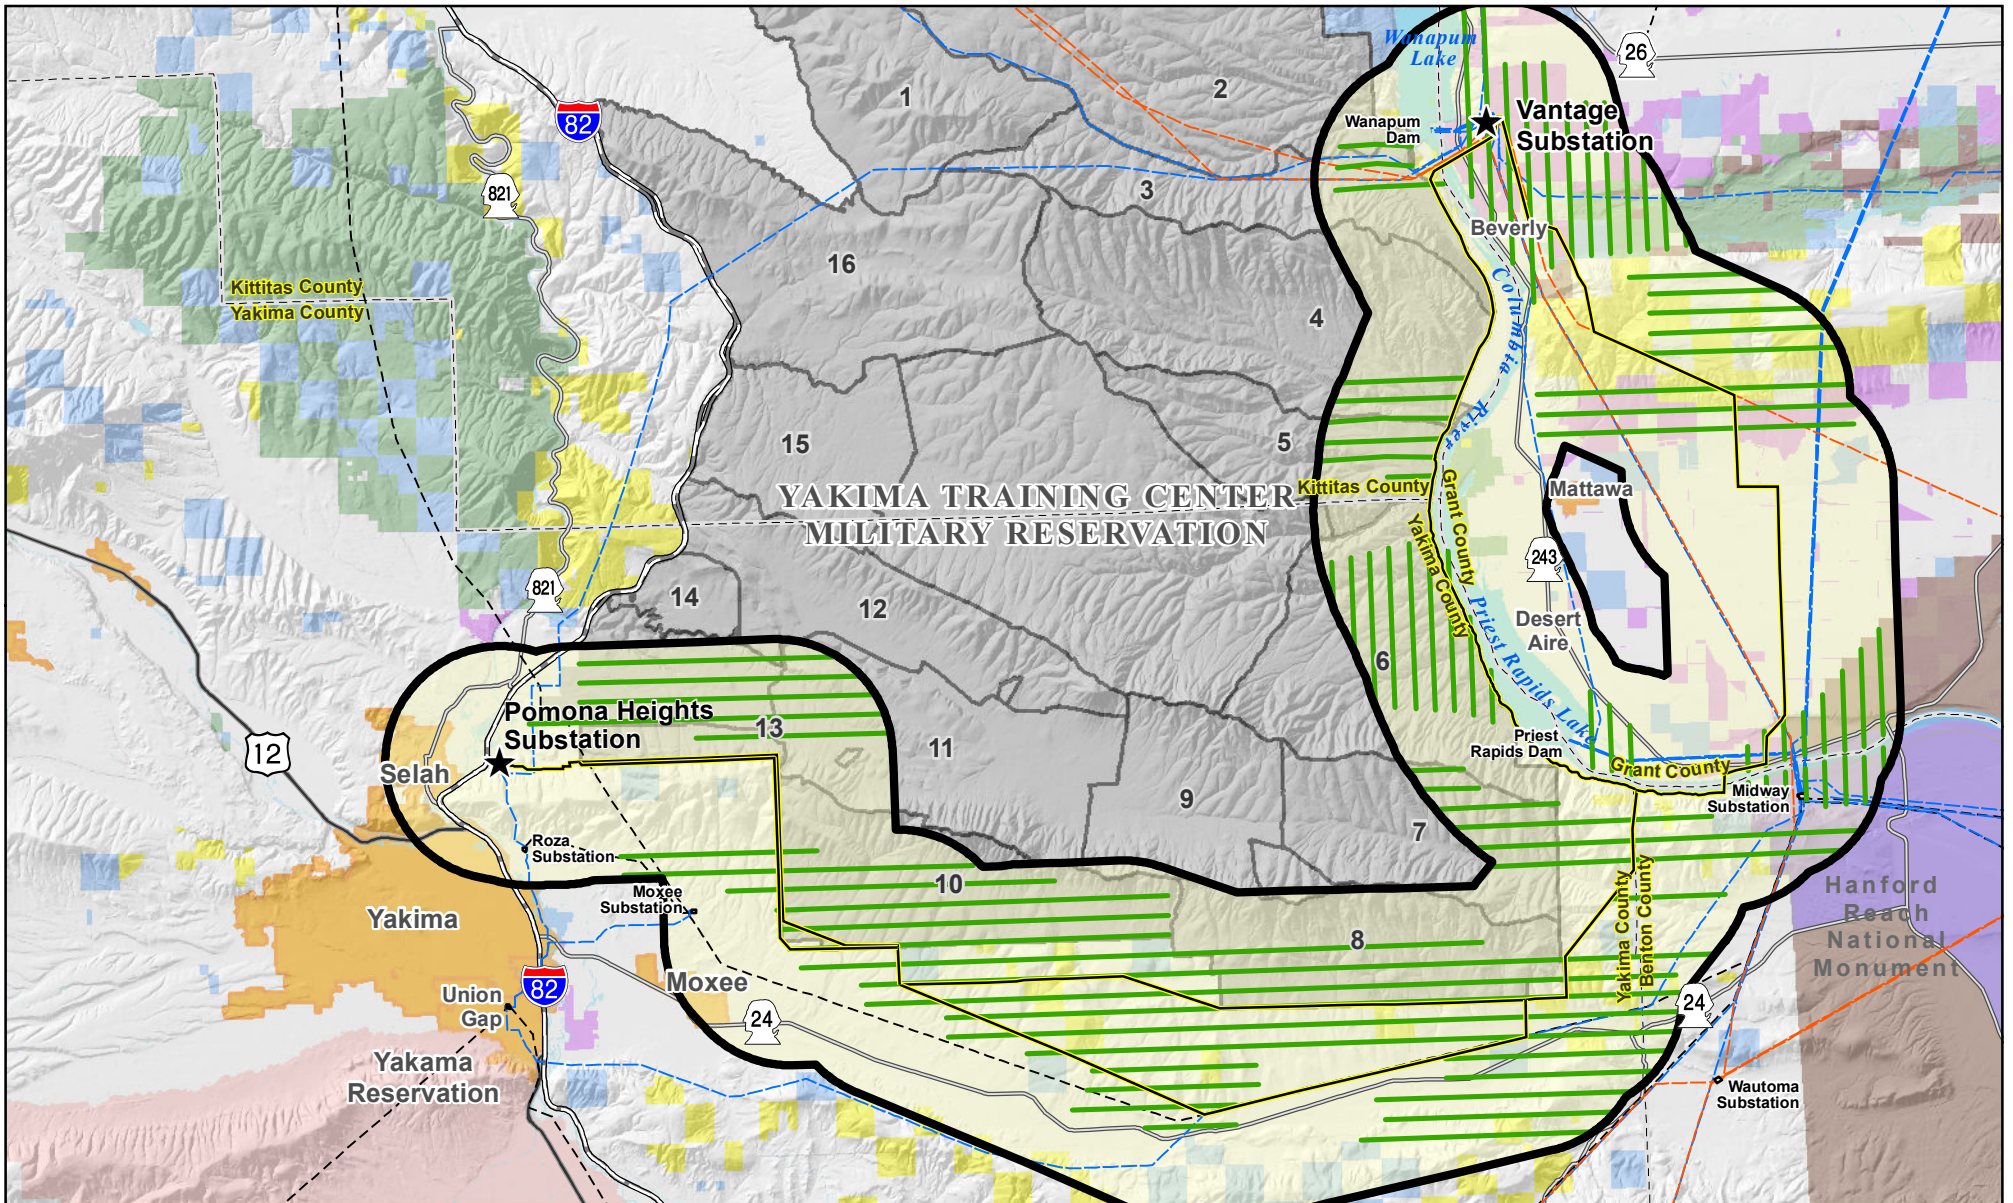 Wanapum
Lake
26
1
2
82
Vantage
Substation
Wanapum
Dam
821
3
Beverly
16
Kittitas County
Yakima County
Columbia
River
4
15
5
YAKIMA TRAINING CENTER
MILITARY RESERVATION
Kittitas County
Grant County
Yakima County
Mattawa
243
821
14
12
Desert
Aire
6
Priest Rapids Lake
Pomona Heights
Substation
13
11
12
Selah
Priest
Rapids Dam
Grant County
Midway
Substation
9
7
Roza
Substation
10
Moxee
Substation
Yakima
8
Yakima County
Benton County
Hanford
Reach
National
Monument
Moxee
82
Union
Gap
24
24
Yakama
Reservation
Wautoma
Substation